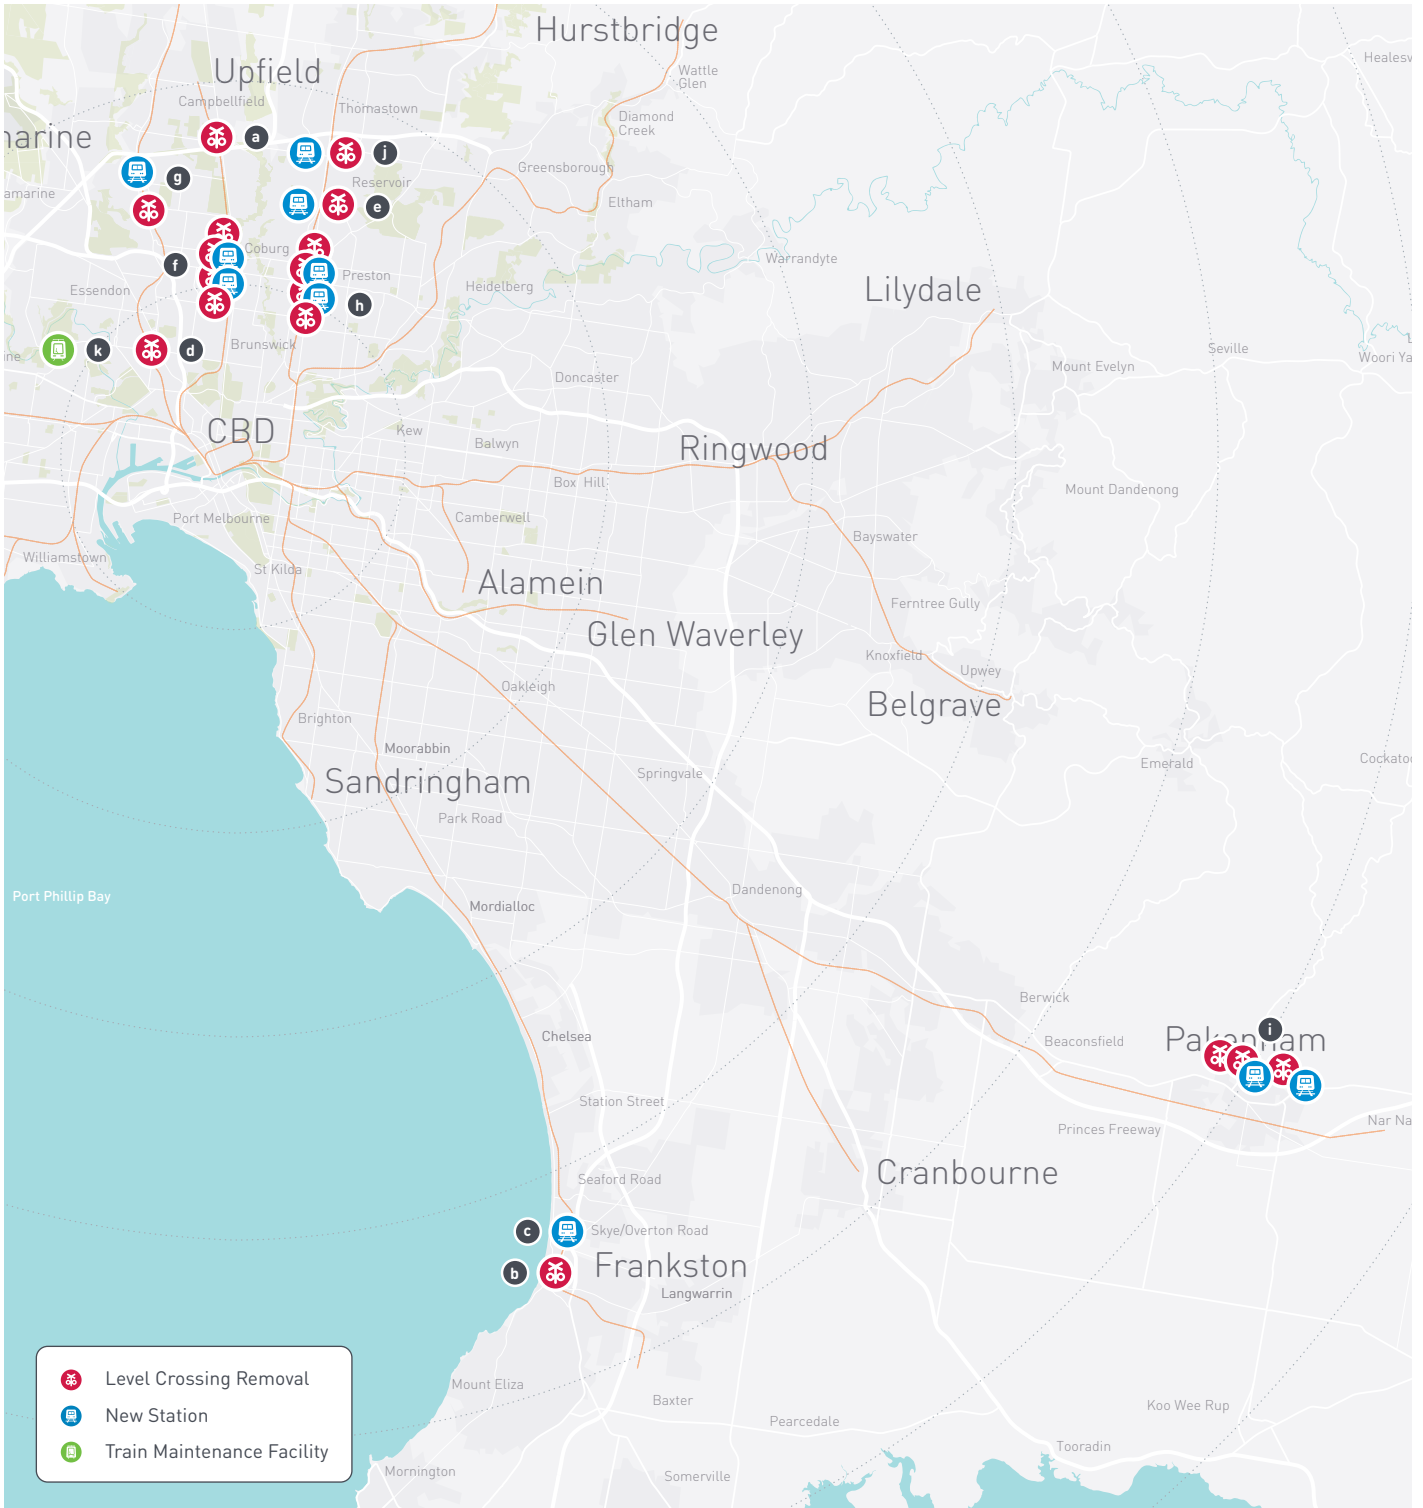 Hurstbridge
Healesv
Upfield
Wattle
Glen
Campbellfield
Thomastown
Diamond
Creek
narine
a
j
Greensborough
g
Reservoir
amarine
Eltham
e
Coburg
f
Warrandyte
Preston
Essendon
Heidelberg
Lilydale
h
Brunswick
k
d
ine
Seville
Woori Ya
Mount Evelyn
Doncaster
CBD
Kew
Balwyn
Ringwood
Box Hill
Mount Dandenong
Port Melbourne
Camberwell
Bayswater
Williamstown
St Kilda
Alamein
Ferntree Gully
Glen Waverley
Knoxfield
Upwey
Oakleigh
Belgrave
Brighton
Moorabbin
Sandringham
Springvale
Emerald
Cockato
Park Road
Port Phillip Bay
Dandenong
Mordialloc
Berwick
Chelsea
Beaconsfield
i
Pakenham
Station Street
Princes Freeway
Nar Na
Seaford Road
Cranbourne
c
Skye/Overton Road
b
Frankston
Langwarrin
Level Crossing Removal
New Station
Train Maintenance Facility
Mount Eliza
Baxter
Pearcedale
Koo Wee Rup
Tooradin
Mornington
Somerville